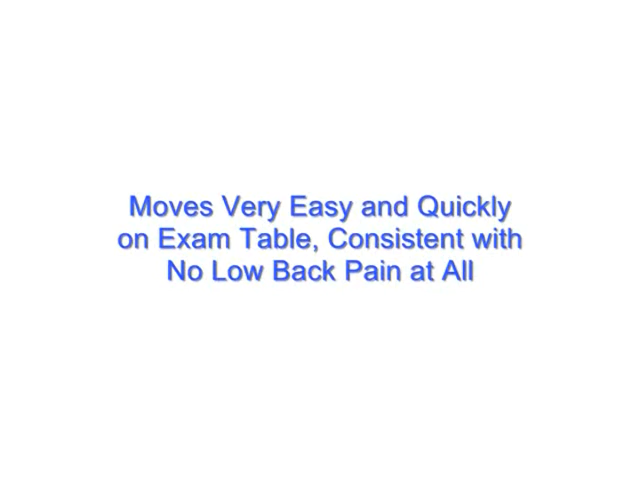 Moves Very Easy and Quickly
on Exam Table, Consistent with
No Low Back Pain at All